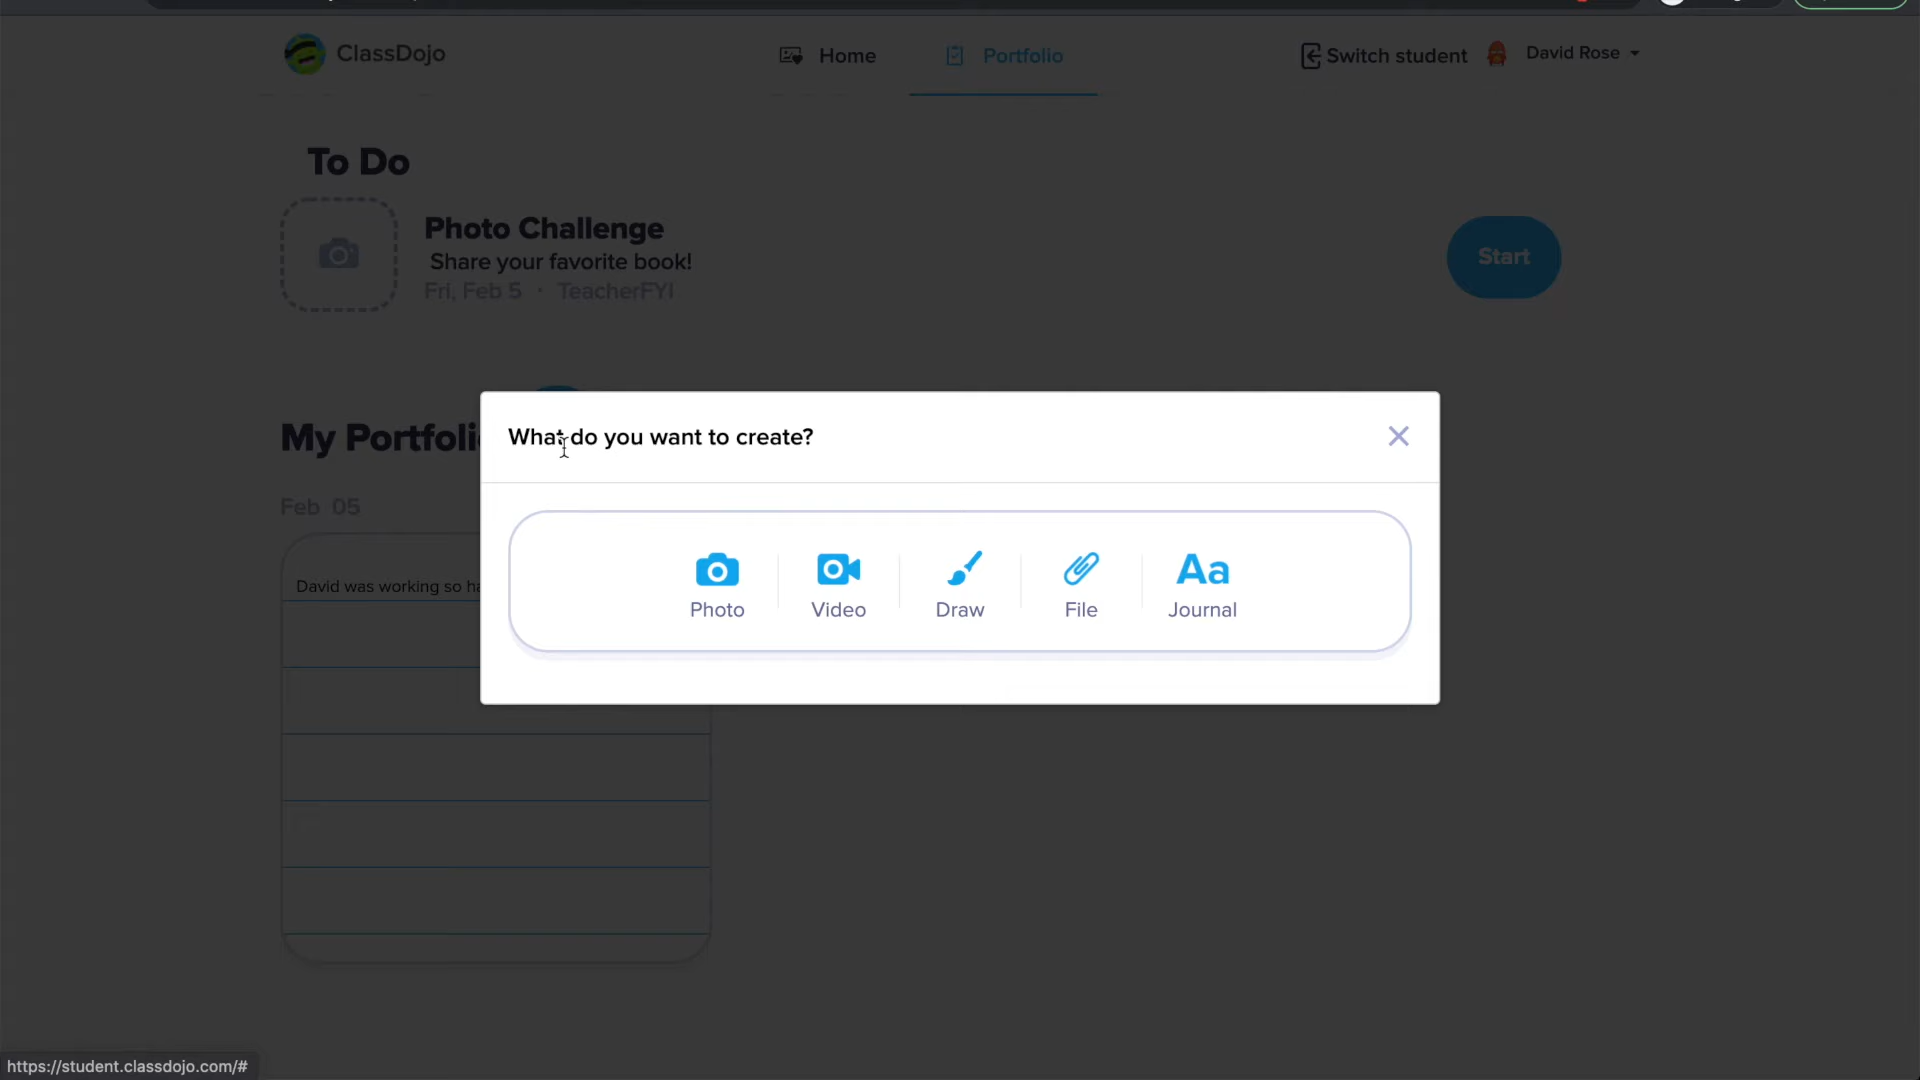 ClassDojo
Home
Portfolio
Switch student
David Rose
To Do
Photo Challenge
Share your favorite book!
Fri, Feb 5 · TeacherFYI
Start
My Portfoli
What do you want to create?
Feb 05
David was working so
Photo
Video
Draw
File
Journal
https://student.classdojo.com/#